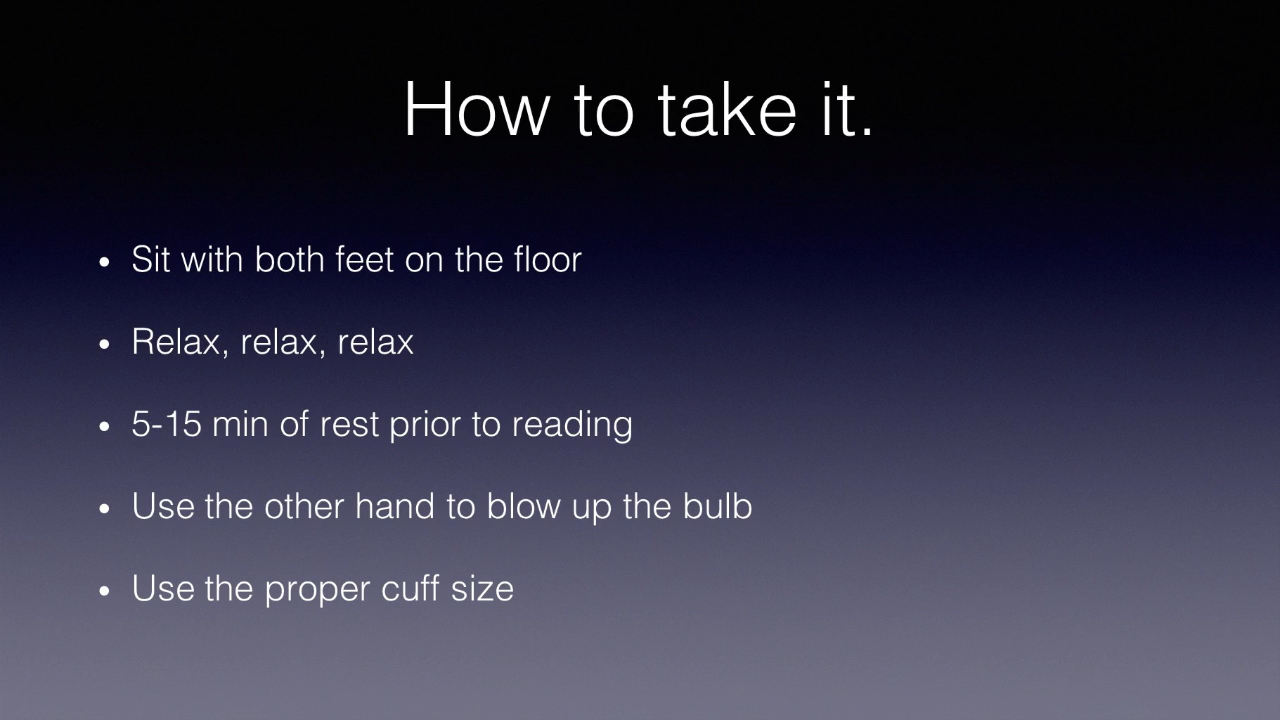 How to take it.
• Sit with both feet on the floor
• Relax, relax, relax
• 5-15 min of rest prior to reading
• Use the other hand to blow up the bulb
• Use the proper cuff size